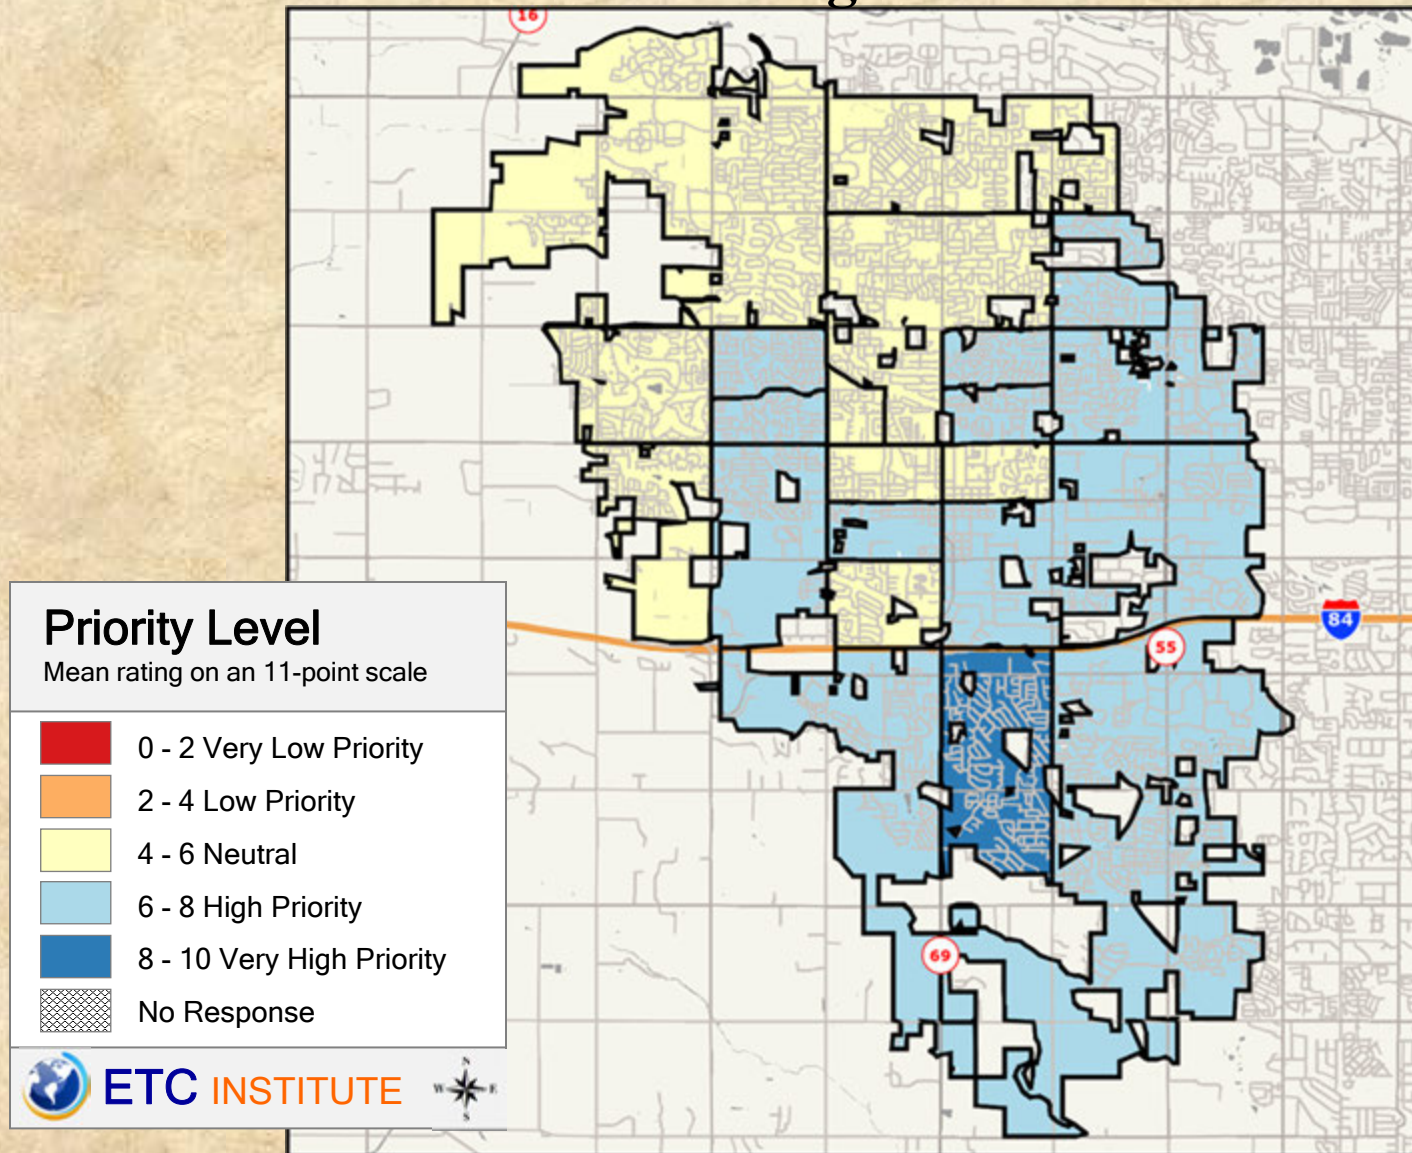 16
84
55
69
Priority Level
Mean rating on an 11-point scale
0 - 2 Very Low Priority
2 - 4 Low Priority
4 - 6 Neutral
6 - 8 High Priority
8 - 10 Very High Priority
No Response
ETC INSTITUTE
N
W E
S